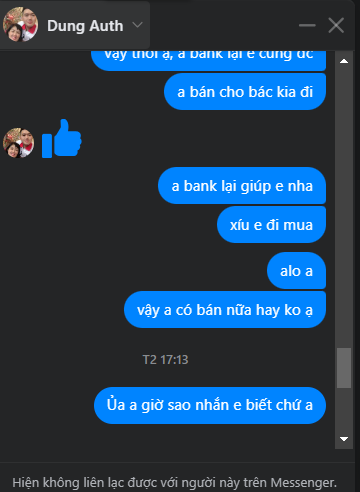 Dung Auth
vậy thôi ạ, a bank lại e cũng đc
a bán cho bác kia đi
a bank lại giúp e nha
xíu e đi mua
alo a
vậy a có bán nữa hay ko ạ
T2 17:13
Ủa a giờ sao nhắn e biết chứ a
Hiện không liên lạc được với người này trên Messenger.